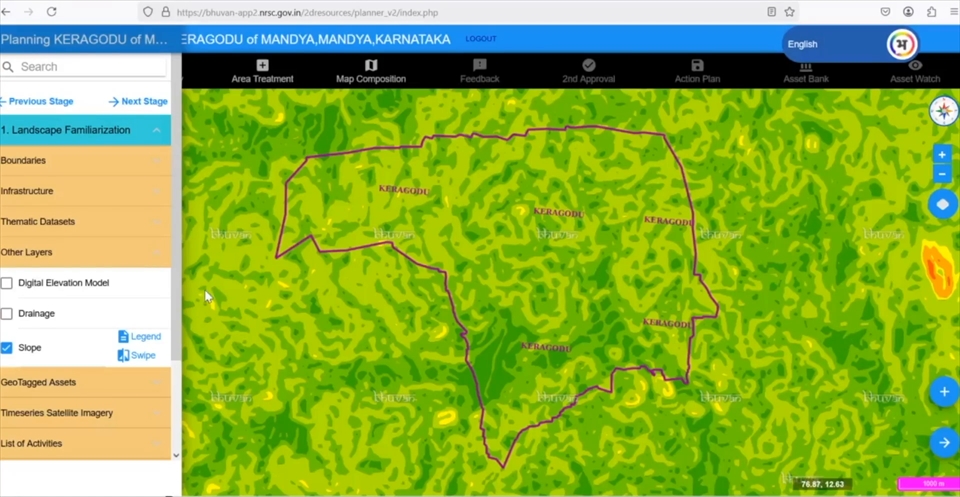 https://bhuvan-app2.nrsc.gov.in/2dresources/planner_v2/index.php
Planning KERAGODU of M...
ERAGODU of MANDYA,MANDYA,KARNATAKA
LOGOUT
English
Search
Area Treatment
Map Composition
Feedback
2nd Approval
Action Plan
Asset Bank
Asset Watch
Previous Stage
Next Stage
1. Landscape Familiarization
Boundaries
Infrastructure
Thematic Datasets
Other Layers
Digital Elevation Model
Drainage
Slope
Legend
Swipe
GeoTagged Assets
Timeseries Satellite Imagery
List of Activities
KERAGODU
KERAGODU
KERAGODU
bhuvan
bhuvan
bhuvan
bhuvan
bhuvan
KERAGODU
KERAGODU
bhuvan
bhuvan
bhuvan
bhuvan
bhuvan
76.87, 12.63
1000 m